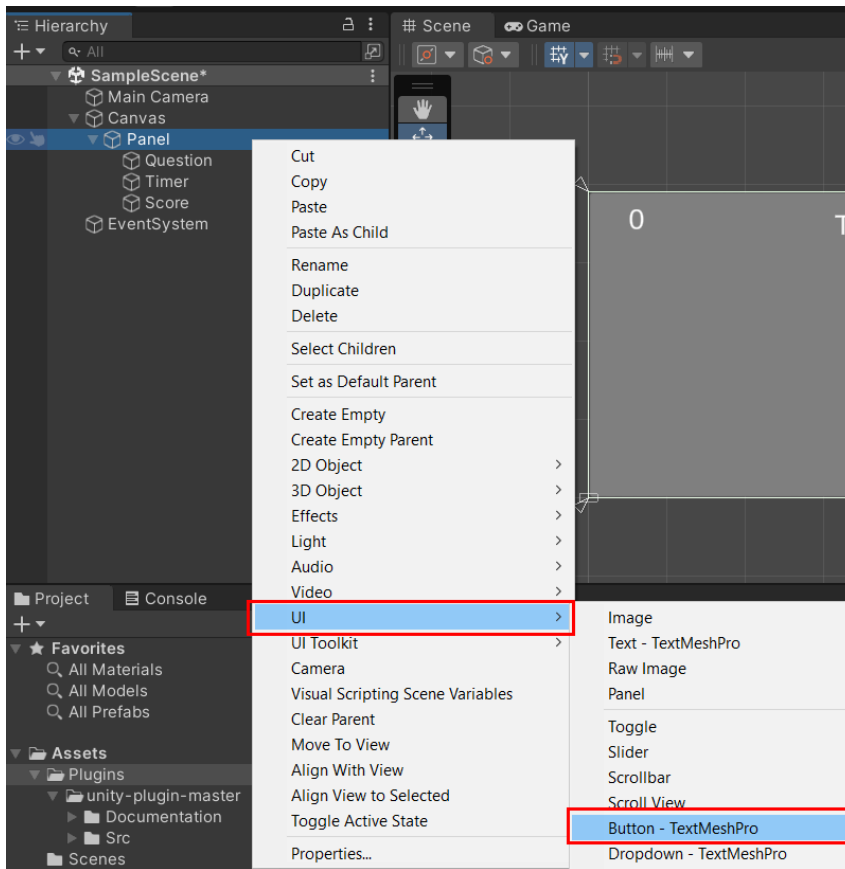 Hierarchy
All
SampleScene*
Main Camera
Canvas
Panel
Question
Timer
Score
EventSystem
Scene
Game
Y
0
T
Cut
Copy
Paste
Paste As Child
Rename
Duplicate
Delete
Select Children
Set as Default Parent
Create Empty
Create Empty Parent
2D Object
3D Object
Effects
Light
Audio
Video
UI
UI Toolkit
Camera
Visual Scripting Scene Variables
Clear Parent
Move To View
Align With View
Align View to Selected
Toggle Active State
Properties...
Image
Text - TextMeshPro
Raw Image
Panel
Toggle
Slider
Scrollbar
Scroll View
Button - TextMeshPro
Dropdown - TextMeshPro
Project
Console
Favorites
All Materials
All Models
All Prefabs
Assets
Plugins
unity-plugin-master
Documentation
Src
Scenes